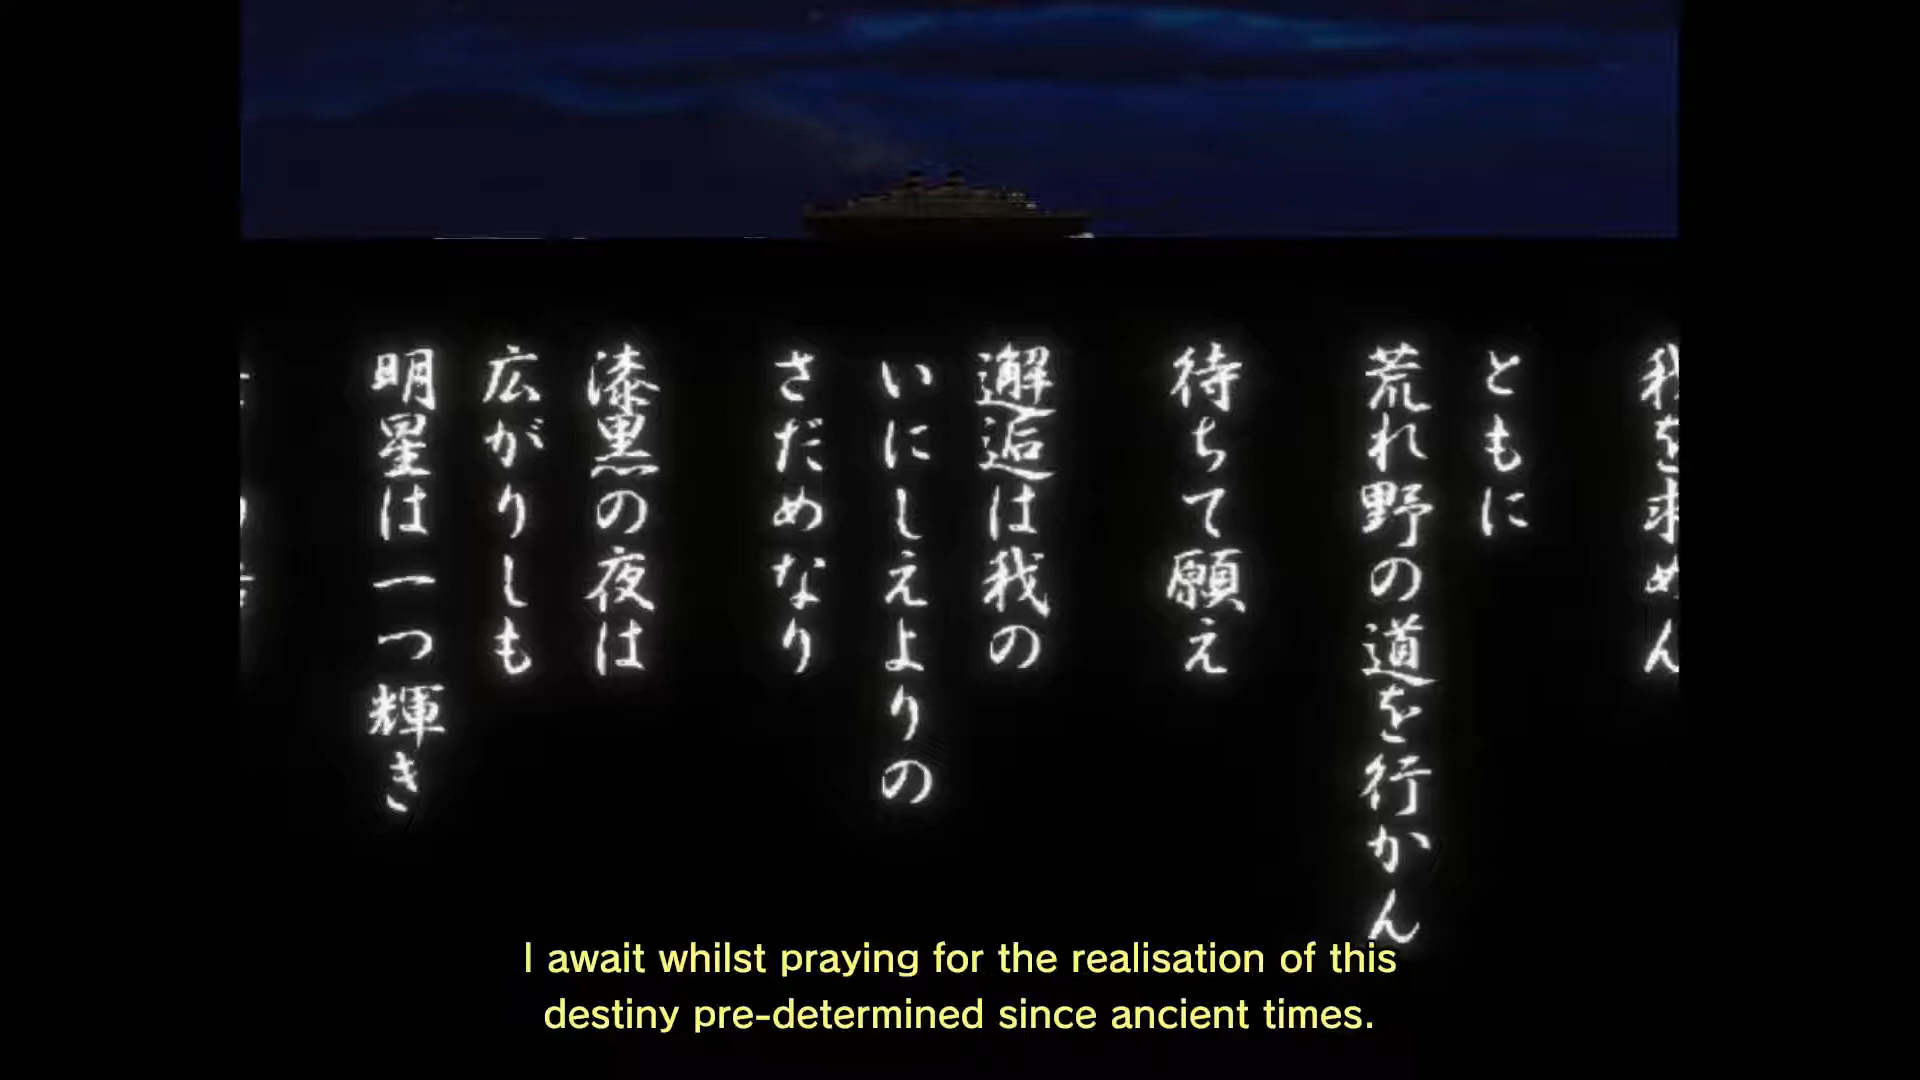 我を求めん
ともに
荒れ野の道を行かん
待ちて願え
邂逅は我の
いにしえよりの
さだめなり
漆黒の夜は
広がりしも
明星は一つ輝き
I await whilst praying for the realisation of this
destiny pre-determined since ancient times.